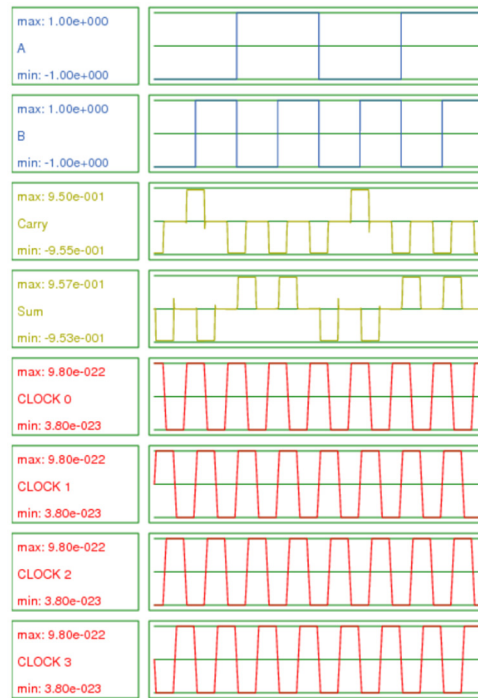 max: 1.00e+000
A
min: -1.00e+000
max: 1.00e+000
B
min: -1.00e+000
max: 9.50e-001
Carry
min: -9.55e-001
max: 9.57e-001
Sum
min: -9.53e-001
max: 9.80e-022
CLOCK 0
min: 3.80e-023
max: 9.80e-022
CLOCK 1
min: 3.80e-023
max: 9.80e-022
CLOCK 2
min: 3.80e-023
max: 9.80e-022
CLOCK 3
min: 3.80e-023